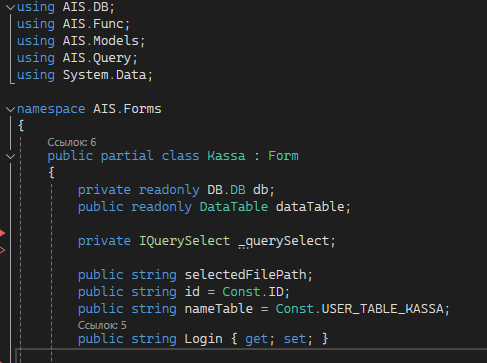 using AIS.DB;
using AIS.Func;
using AIS.Models;
using AIS.Query;
using System.Data;
namespace AIS.Forms
{
Ссылок: 6
public partial class Kassa : Form
{
private readonly DB.DB db;
public readonly DataTable dataTable;
private IQuerySelect _querySelect;
public string selectedFilePath;
public string id = Const.ID;
public string nameTable = Const.USER_TABLE_KASSA;
Ссылок: 5
public string Login { get; set; }